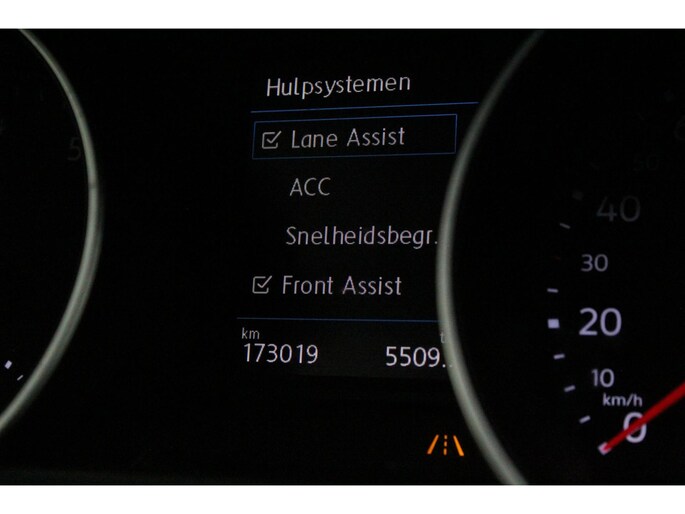 Hulpsystemen
Lane Assist
ACC
Snelheidsbegr.
Front Assist
km
173019 5509.
40
30
20
10
km/h
0